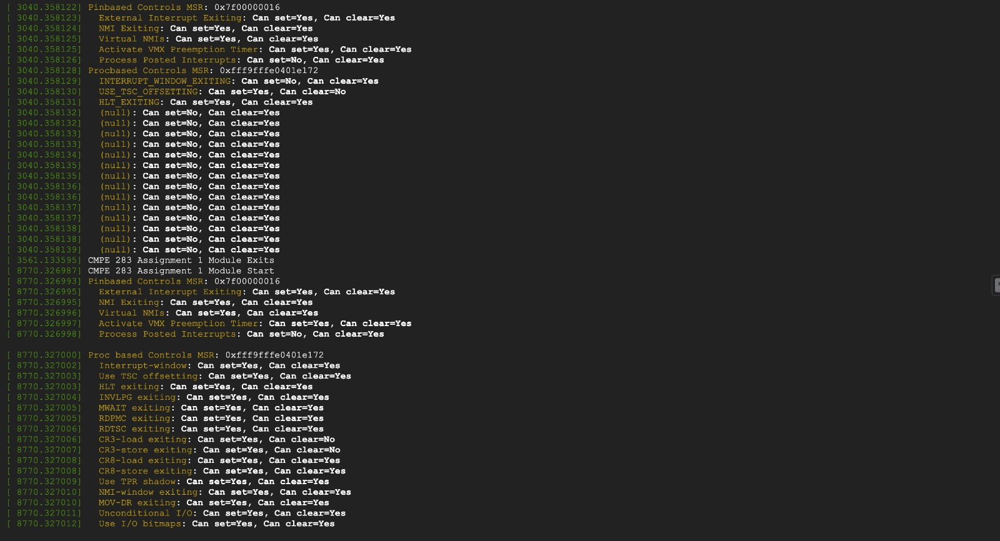 [ 3040.358122] Pinbased Controls MSR: 0x7f00000016
[ 3040.358123]   External Interrupt Exiting: Can set=Yes, Can clear=Yes
[ 3040.358124]   NMI Exiting: Can set=Yes, Can clear=Yes
[ 3040.358125]   Virtual NMIs: Can set=Yes, Can clear=Yes
[ 3040.358125]   Activate VMX Preemption Timer: Can set=Yes, Can clear=Yes
[ 3040.358126]   Process Posted Interrupts: Can set=No, Can clear=Yes
[ 3040.358128] Procbased Controls MSR: 0xfff9fffe0401e172
[ 3040.358129]   INTERRUPT_WINDOW_EXITING: Can set=No, Can clear=Yes
[ 3040.358130]   USE_TSC_OFFSETTING: Can set=Yes, Can clear=No
[ 3040.358131]   HLT_EXITING: Can set=Yes, Can clear=Yes
[ 3040.358132]   (null): Can set=No, Can clear=Yes
[ 3040.358132]   (null): Can set=No, Can clear=Yes
[ 3040.358133]   (null): Can set=No, Can clear=Yes
[ 3040.358133]   (null): Can set=No, Can clear=Yes
[ 3040.358134]   (null): Can set=No, Can clear=Yes
[ 3040.358135]   (null): Can set=No, Can clear=Yes
[ 3040.358135]   (null): Can set=No, Can clear=Yes
[ 3040.358136]   (null): Can set=No, Can clear=Yes
[ 3040.358136]   (null): Can set=No, Can clear=Yes
[ 3040.358137]   (null): Can set=No, Can clear=Yes
[ 3040.358137]   (null): Can set=No, Can clear=Yes
[ 3040.358138]   (null): Can set=No, Can clear=Yes
[ 3040.358138]   (null): Can set=No, Can clear=Yes
[ 3040.358139]   (null): Can set=No, Can clear=Yes
[ 3561.133595] CMPE 283 Assignment 1 Module Exits
[ 8770.326987] CMPE 283 Assignment 1 Module Start
[ 8770.326993] Pinbased Controls MSR: 0x7f00000016
[ 8770.326995]   External Interrupt Exiting: Can set=Yes, Can clear=Yes
[ 8770.326995]   NMI Exiting: Can set=Yes, Can clear=Yes
[ 8770.326996]   Virtual NMIs: Can set=Yes, Can clear=Yes
[ 8770.326997]   Activate VMX Preemption Timer: Can set=Yes, Can clear=Yes
[ 8770.326998]   Process Posted Interrupts: Can set=No, Can clear=Yes
[ 8770.327000] Proc based Controls MSR: 0xfff9fffe0401e172
[ 8770.327002]   Interrupt-window: Can set=Yes, Can clear=Yes
[ 8770.327003]   Use TSC offsetting: Can set=Yes, Can clear=Yes
[ 8770.327003]   HLT exiting: Can set=Yes, Can clear=Yes
[ 8770.327004]   INVLPG exiting: Can set=Yes, Can clear=Yes
[ 8770.327005]   MWAIT exiting: Can set=Yes, Can clear=Yes
[ 8770.327005]   RDPMC exiting: Can set=Yes, Can clear=Yes
[ 8770.327006]   RDTSC exiting: Can set=Yes, Can clear=Yes
[ 8770.327006]   CR3-load exiting: Can set=Yes, Can clear=No
[ 8770.327007]   CR3-store exiting: Can set=Yes, Can clear=No
[ 8770.327008]   CR8-load exiting: Can set=Yes, Can clear=Yes
[ 8770.327008]   CR8-store exiting: Can set=Yes, Can clear=Yes
[ 8770.327009]   Use TPR shadow: Can set=Yes, Can clear=Yes
[ 8770.327010]   NMI-window exiting: Can set=Yes, Can clear=Yes
[ 8770.327010]   MOV-DR exiting: Can set=Yes, Can clear=Yes
[ 8770.327011]   Unconditional I/O: Can set=Yes, Can clear=Yes
[ 8770.327012]   Use I/O bitmaps: Can set=Yes, Can clear=Yes